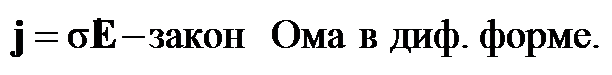 j = σE – закон Ома в диф. форме.